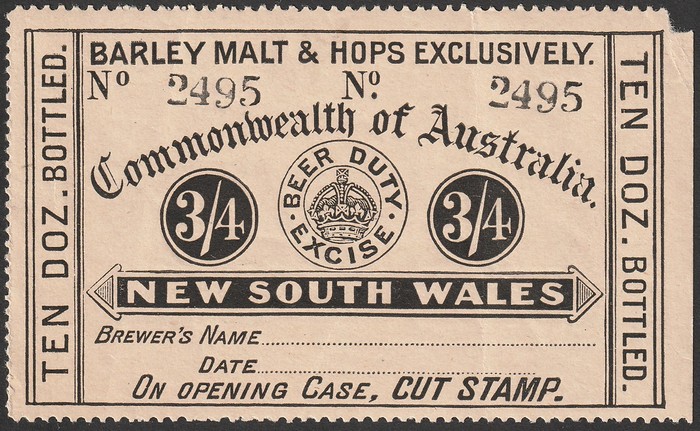 BARLEY MALT & HOPS EXCLUSIVELY.
No 2495 No. 2495
Commonwealth of Australia.
3/4
BEER DUTY
EXCISE
3/4
NEW SOUTH WALES
BREWER'S NAME
DATE
ON OPENING CASE, CUT STAMP.
TEN DOZ. BOTTLED.
TEN DOZ. BOTTLED.